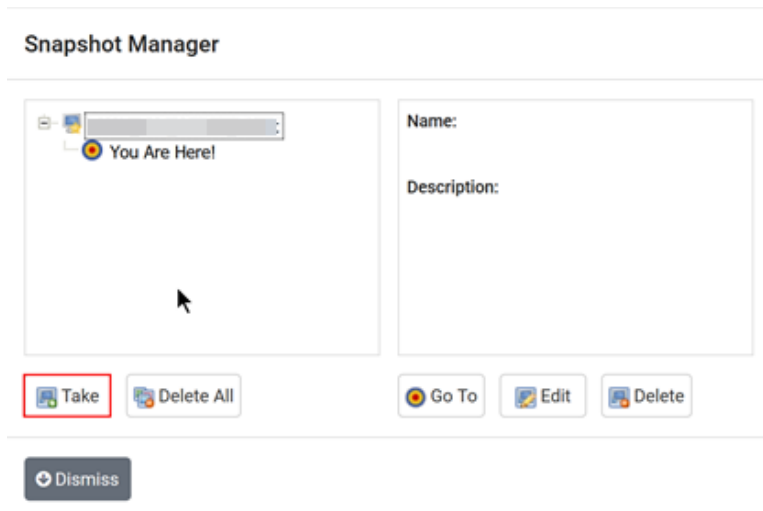 Snapshot Manager
You Are Here!
Name:
Description:
Take
Delete All
Go To
Edit
Delete
Dismiss